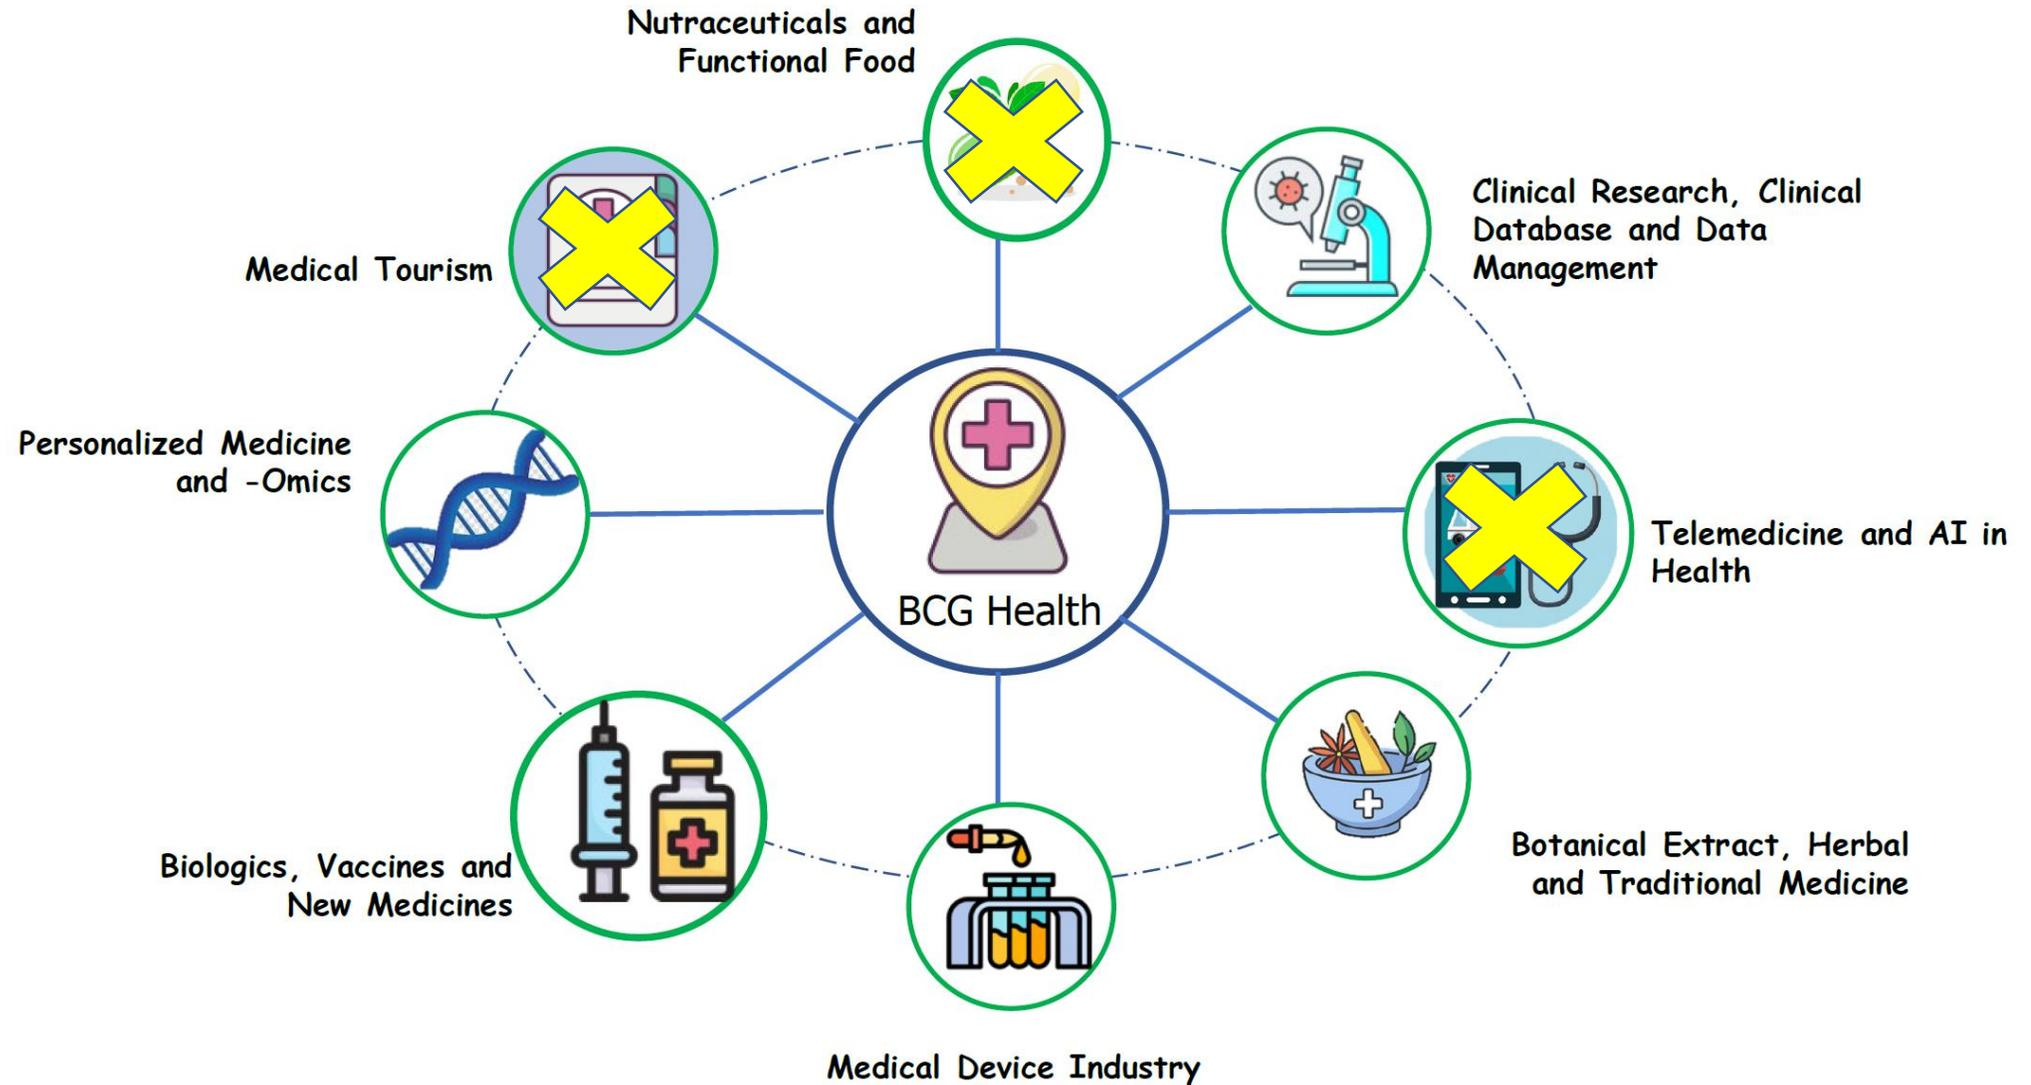 Nutraceuticals and
Functional Food
Clinical Research, Clinical
Database and Data
Management
Medical Tourism
Personalized Medicine
and -Omics
Telemedicine and AI in
Health
BCG Health
Biologics, Vaccines and
New Medicines
Botanical Extract, Herbal
and Traditional Medicine
Medical Device Industry